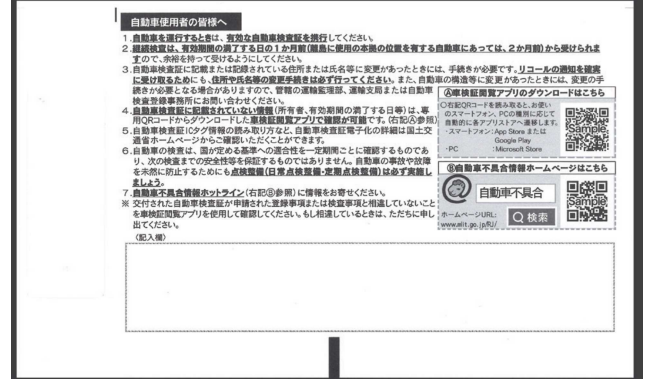 自動車使用者の皆様へ
1.自動車を運行するときは、有効な自動車検査証を携行してください。
2.継続検査は、有効期間の満了する日の1か月前(離島に使用の本拠の位置を有する自動車にあっては、2か月前)から受けられま
すので、余裕を持って受けるようにしてください。
3.自動車検査証に記載または記録されている住所または氏名等に変更があったときには、手続きが必要です。リコールの通知を確実
に受け取るためにも、住所や氏名等の変更手続きは必ず行ってください。また、自動車の構造等に変更があったときには、変更の手
続きが必要となる場合がありますので、管轄の運輸監理部、運輸支局または自動車
検査登録事務所にお問い合わせください。
4.自動車検査証に記載されていない情報(所有者、有効期間の満了する日等)は、専
用QRコードからダウンロードした車検証閲覧アプリで確認が可能です。(右記Ⓐ参照)
5.自動車検査証ICタグ情報の読み取り方など、自動車検査証電子化の詳細は国土交
通省ホームページからご確認いただくことができます。
6.自動車の検査は、国が定める基準への適合性を一定期間ごとに確認するものであ
り、次の検査までの安全性等を保証するものではありません。自動車の事故や故障
を未然に防止するためにも点検整備(日常点検整備・定期点検整備)は必ず実施し
ましょう。
7.自動車不具合情報ホットライン(右記Ⓑ参照)に情報をお寄せください。
※ 交付された自動車検査証が申請された登録事項または検査事項と相違していないこと
を車検証閲覧アプリを使用して確認してください。もし相違しているときは、ただちに申し
出てください。
〈記入欄〉
Ⓐ車検証閲覧アプリのダウンロードはこちら
○右記QRコードを読み取ると、お使い
のスマートフォン、PCの種別に応じて
自動的に各アプリストアへ遷移します。
・スマートフォン:App Store または
Google Play
・PC :Microsoft Store
Sample
Ⓑ自動車不具合情報ホームページはこちら
自動車不具合
検索
ホームページURL:
www.mlit.go.jp/RJ/
Sample